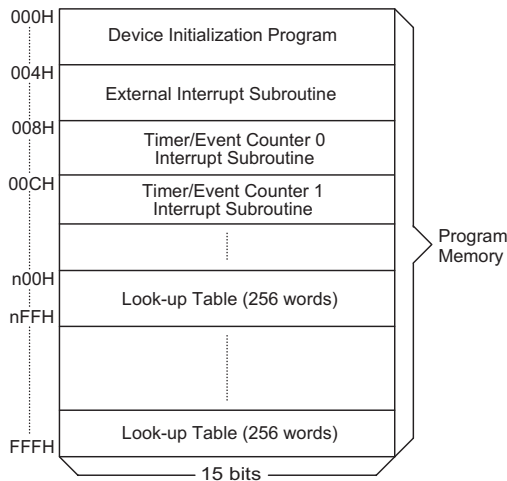 000H
Device Initialization Program
004H
External Interrupt Subroutine
008H
Timer/Event Counter 0
Interrupt Subroutine
00CH
Timer/Event Counter 1
Interrupt Subroutine
Program
Memory
n00H
Look-up Table (256 words)
nFFH
Look-up Table (256 words)
FFFH
15 bits